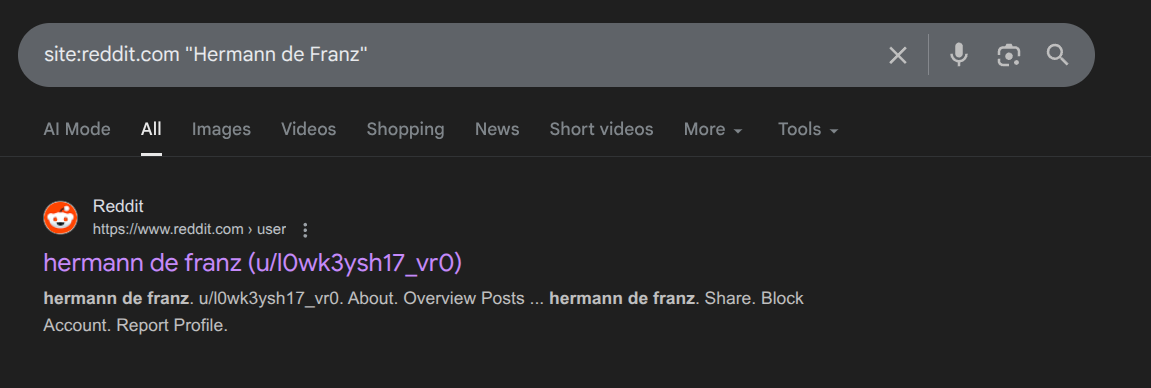 site:reddit.com "Hermann de Franz"
AI Mode All Images Videos Shopping News Short videos More Tools
Reddit
https://www.reddit.com › user
hermann de franz (u/l0wk3ysh17_vr0)
hermann de franz. u/l0wk3ysh17_vr0. About. Overview Posts ... hermann de franz. Share. Block
Account. Report Profile.